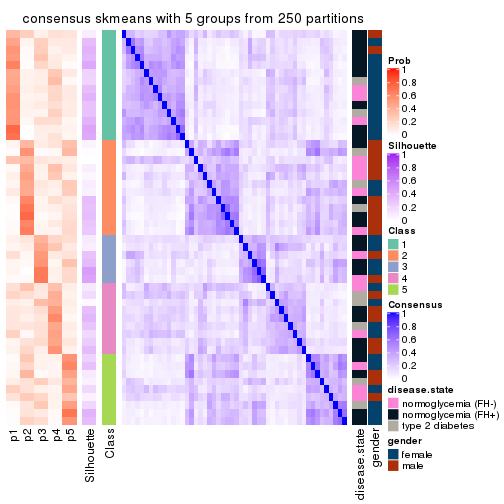 consensus skmeans with 5 groups from 250 partitions
Prob
1
0.8
0.6
0.4
0.2
0
Silhouette
1
0.8
0.6
0.4
0.2
0
Class
1
2
3
4
5
Consensus
1
0.8
0.6
0.4
0.2
0
disease.state
normoglycemia (FH-)
normoglycemia (FH+)
type 2 diabetes
gender
female
male
p1
p2
p3
p4
p5
Silhouette
Class
disease.state
gender